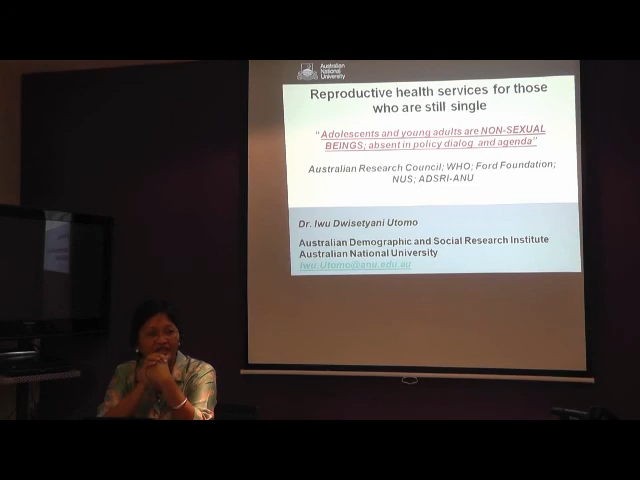 Australian
National
University
Reproductive health services for those
who are still single
"Adolescents and young adults are NON-SEXUAL
BEINGS; absent in policy dialog and agenda"
Australian Research Council; WHO; Ford Foundation;
NUS; ADSRI-ANU
Dr. Iwu Dwisetyani Utomo
Australian Demographic and Social Research Institute
Australian National University
Iwu.Utomo@anu.edu.au